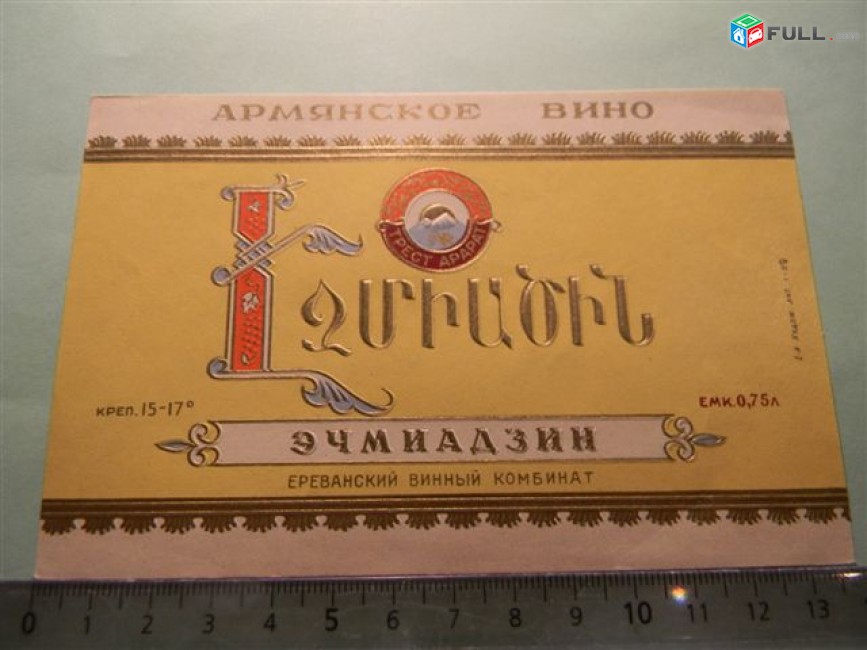 FULL.am
АРМЯНСКОЕ ВИНО
ТРЕСТ АРАРАТ
Էջմիածին
КРЕП. 15-17°
ЕМК. 0,75 Л
ЭЧМИАДЗИН
ЕРЕВАНСКИЙ ВИННЫЙ КОМБИНАТ
0 1 2 3 4 5 6 7 8 9 10 11 12 13